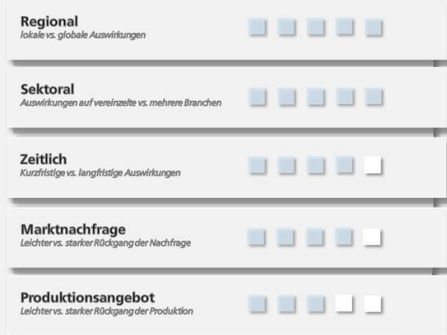 Regional
lokale vs. globale Auswirkungen
Sektoral
Auswirkungen auf vereinzelte vs. mehrere Branchen
Zeitlich
Kurzfristige vs. langfristige Auswirkungen
Marktnachfrage
Leichter vs. starker Rückgang der Nachfrage
Produktionsangebot
Leichter vs. starker Rückgang der Produktion